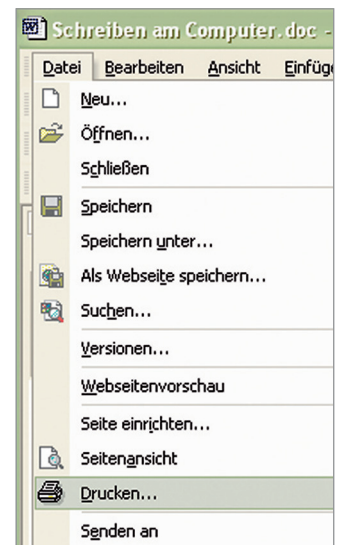 Schreiben am Computer.doc -
Datei Bearbeiten Ansicht Einfüg
Neu...
Öffnen...
Schließen
Speichern
Speichern unter...
Als Webseite speichern...
Suchen...
Versionen...
Webseitenvorschau
Seite einrichten...
Seitenansicht
Drucken...
Senden an